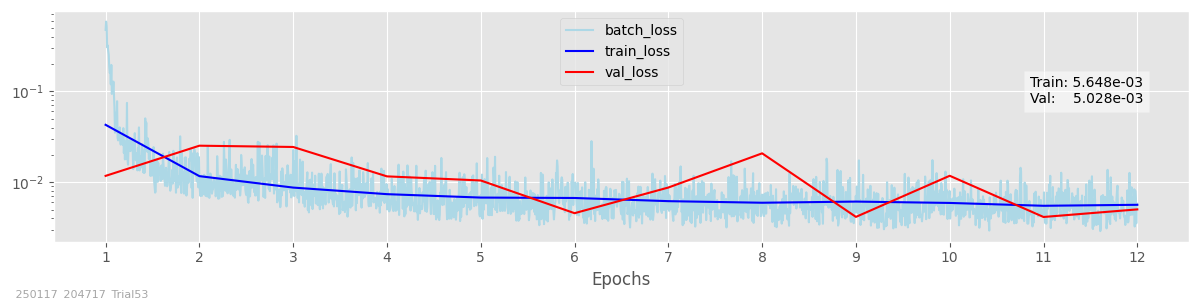 batch_loss
train_loss
val_loss
Train: 5.648e-03
Val: 5.028e-03
10⁻¹
10⁻²
1 2 3 4 5 6 7 8 9 10 11 12
Epochs
250117_204717_Trial53